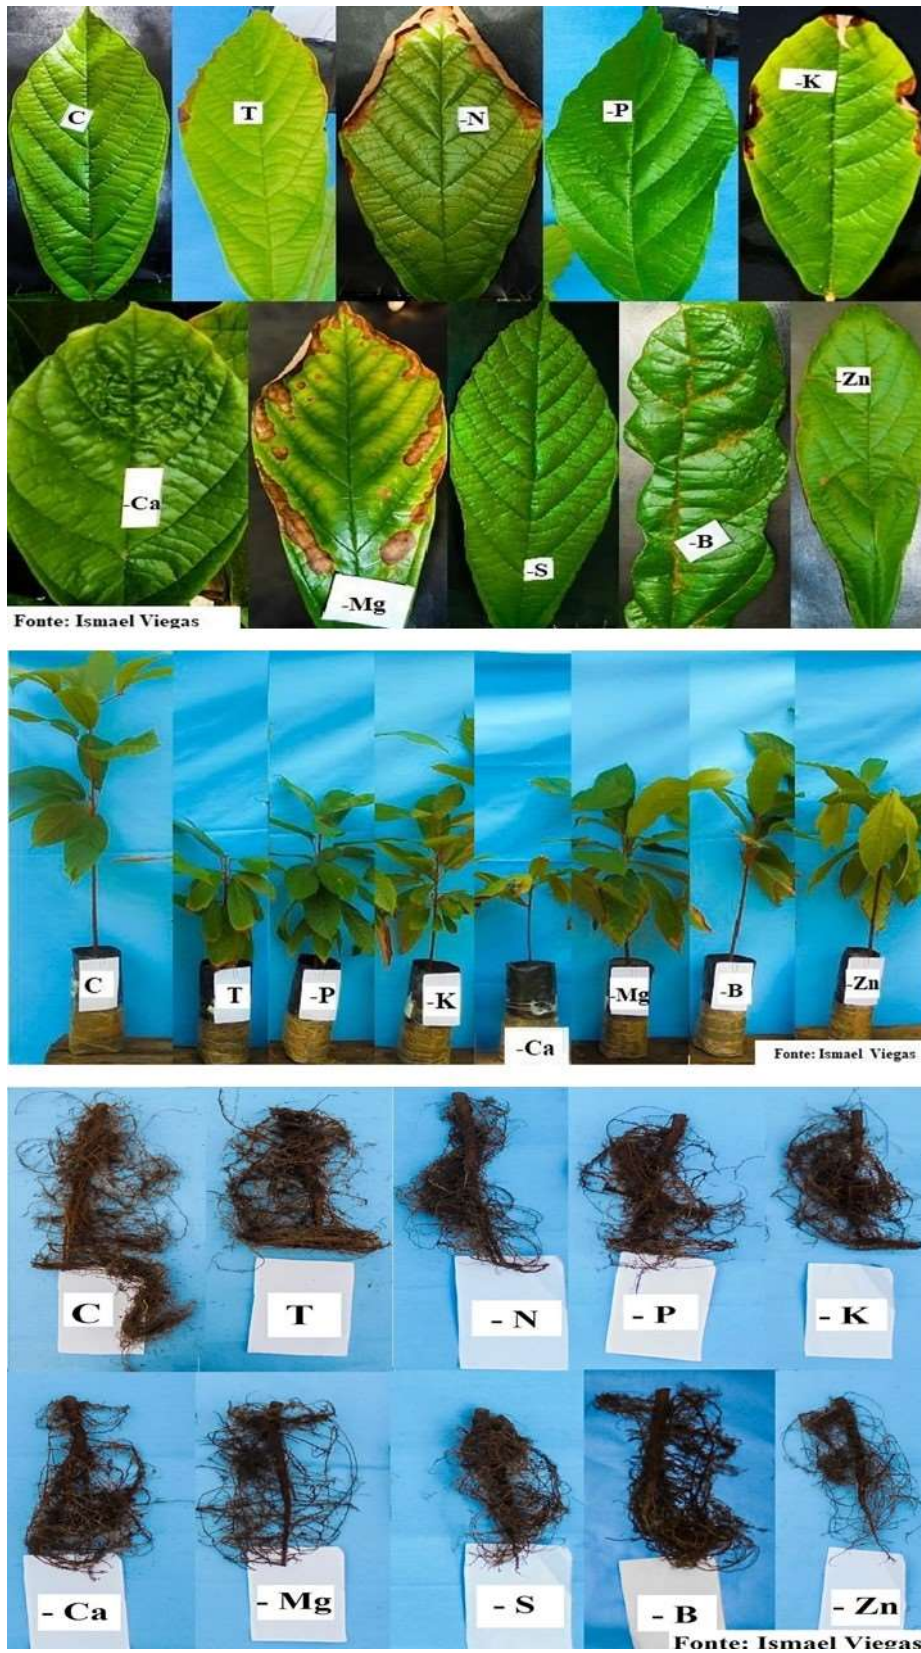 C
T
-N
-P
-K
-Ca
-Mg
-S
-B
-Zn
Fonte: Ismael Viegas
C
T
-P
-K
-Ca
-Mg
-B
-Zn
Fonte: Ismael Viegas
C
T
- N
- P
- K
- Ca
- Mg
- S
- B
- Zn
Fonte: Ismael Viegas